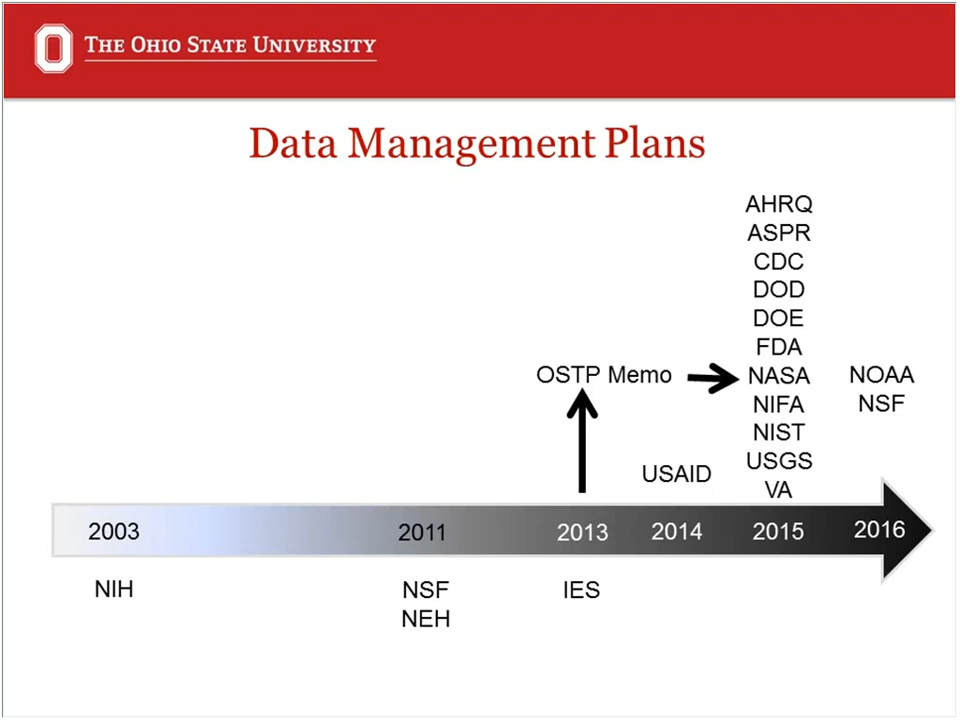 THE OHIO STATE UNIVERSITY
Data Management Plans
AHRQ
ASPR
CDC
DOD
DOE
FDA
OSTP Memo
NASA
NOAA
NIFA
NSF
NIST
USGS
USAID
VA
2003
2011
2013
2014
2015
2016
NIH
NSF
IES
NEH